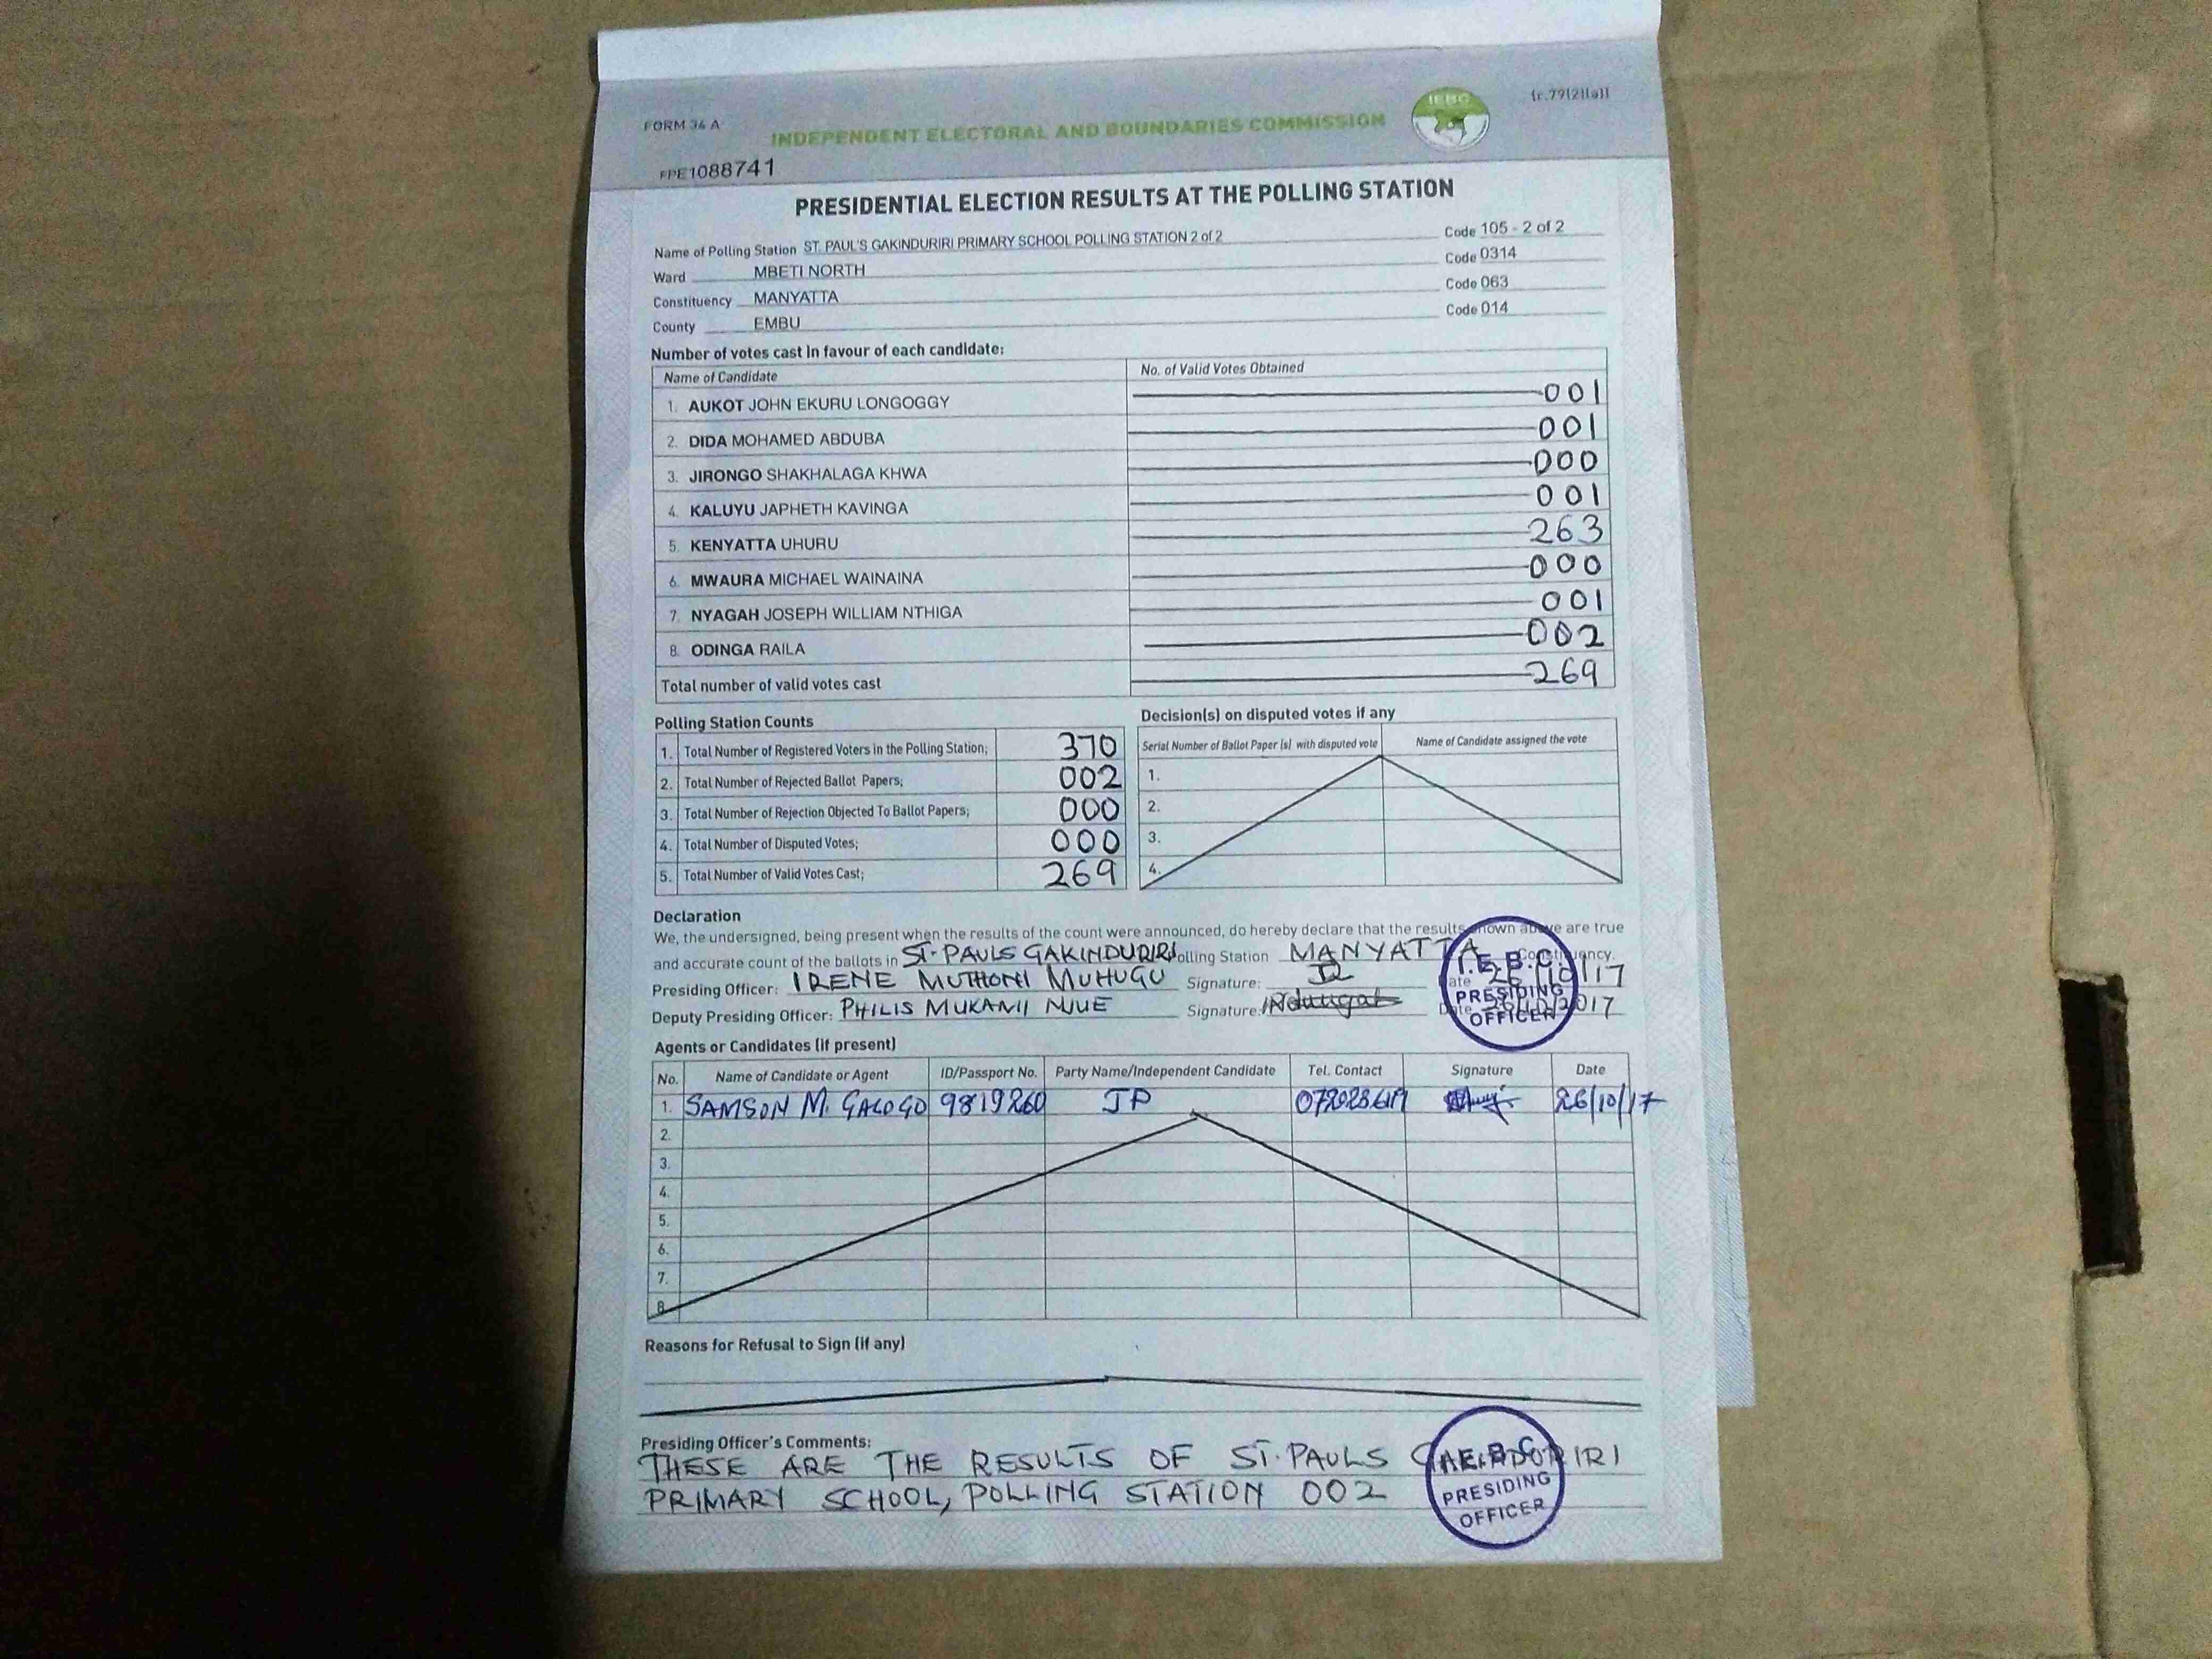 FORM 34 A
INDEPENDENT ELECTORAL AND BOUNDARIES COMMISSION
IEBC
(r.79(2)(a))
FPE1088741
PRESIDENTIAL ELECTION RESULTS AT THE POLLING STATION
Name of Polling Station ST. PAUL'S GAKINDURIRI PRIMARY SCHOOL POLLING STATION 2 of 2 Code 105 - 2 of 2
Ward MBETI NORTH Code 0314
Constituency MANYATTA Code 063
County EMBU Code 014
Number of votes cast in favour of each candidate:
Name of Candidate No. of Valid Votes Obtained
1. AUKOT JOHN EKURU LONGOGGY 001
2. DIDA MOHAMED ABDUBA 001
3. JIRONGO SHAKHALAGA KHWA 000
4. KALUYU JAPHETH KAVINGA 001
5. KENYATTA UHURU 263
6. MWAURA MICHAEL WAINAINA 000
7. NYAGAH JOSEPH WILLIAM NTHIGA 001
8. ODINGA RAILA 002
Total number of valid votes cast 269
Polling Station Counts
1. Total Number of Registered Voters in the Polling Station; 370
2. Total Number of Rejected Ballot Papers; 002
3. Total Number of Rejection Objected To Ballot Papers; 000
4. Total Number of Disputed Votes; 000
5. Total Number of Valid Votes Cast; 269
Decision(s) on disputed votes if any
Serial Number of Ballot Paper (s) with disputed vote Name of Candidate assigned the vote
1.
2.
3.
4.
Declaration
We, the undersigned, being present when the results of the count were announced, do hereby declare that the results shown above are true
and accurate count of the ballots in ST. PAULS GAKINDURIRI Polling Station MANYATTA Constituency.
Presiding Officer: IRENE MUTHONI MUHUGU Signature: Date 26/10/17
Deputy Presiding Officer: PHILIS MUKAMI NJUE Signature: Date 26/10/2017
I.E.B.C.
PRESIDING
OFFICER
Agents or Candidates (if present)
No. Name of Candidate or Agent ID/Passport No. Party Name/Independent Candidate Tel. Contact Signature Date
1. SAMSON M. GACOGO 9819260 JP 26/10/17
2.
3.
4.
5.
6.
7.
8.
Reasons for Refusal to Sign (if any)
Presiding Officer's Comments:
THESE ARE THE RESULTS OF ST. PAULS GAKINDURIRI
PRIMARY SCHOOL, POLLING STATION 002
I.E.B.C.
PRESIDING
OFFICER